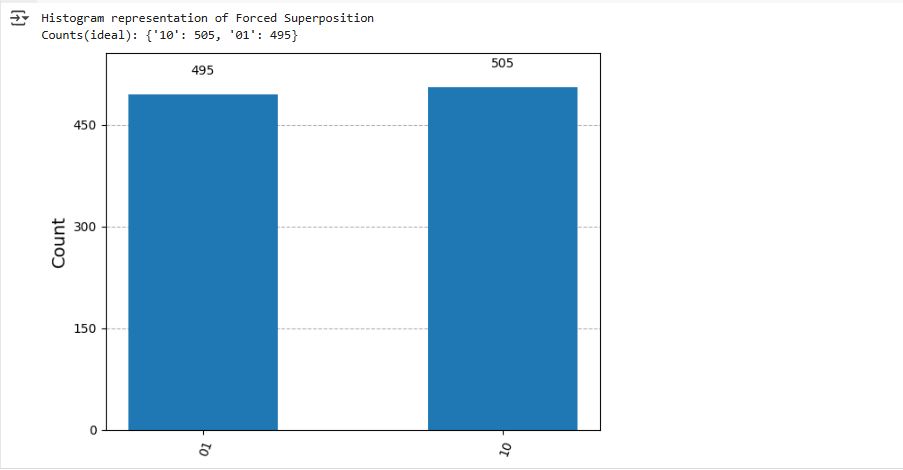 Histogram representation of Forced Superposition
Counts(ideal): {'10': 505, '01': 495}
495
505
450
300
150
0
Count
01
10